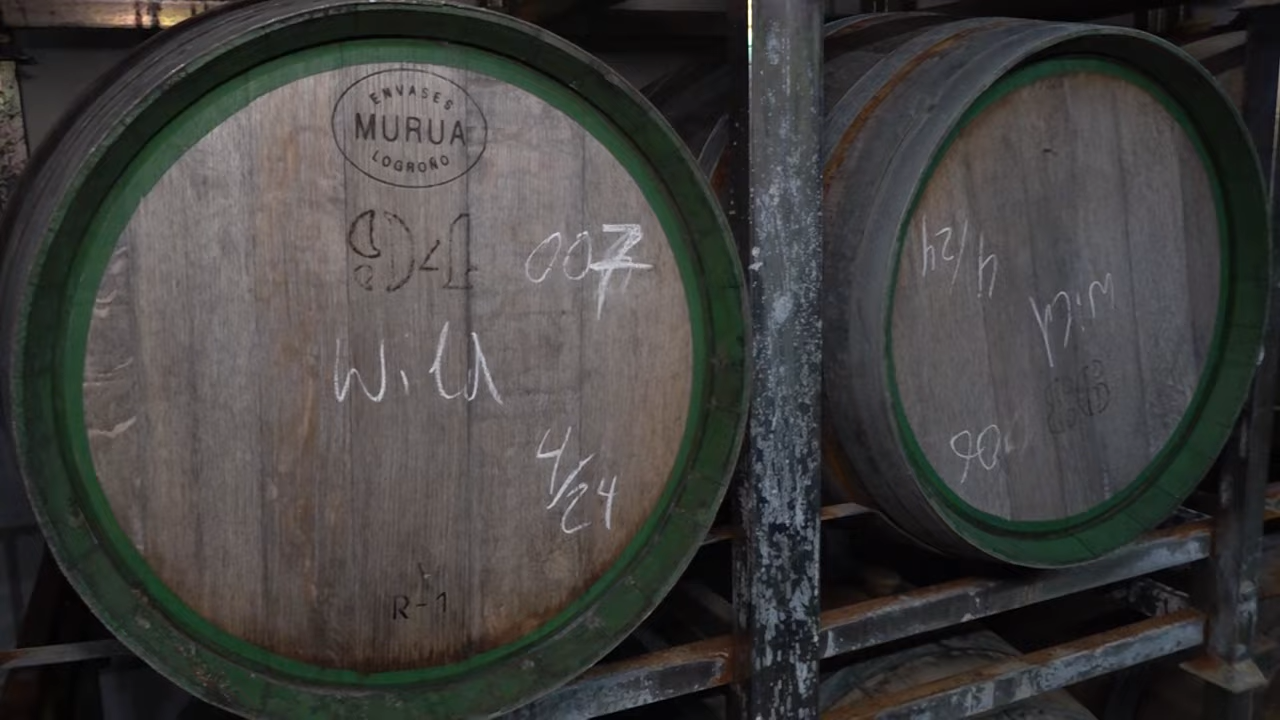 ENVASES
MURUA
LOGROÑO
94
007
Wild
4/24
R-1
4/24
Wild